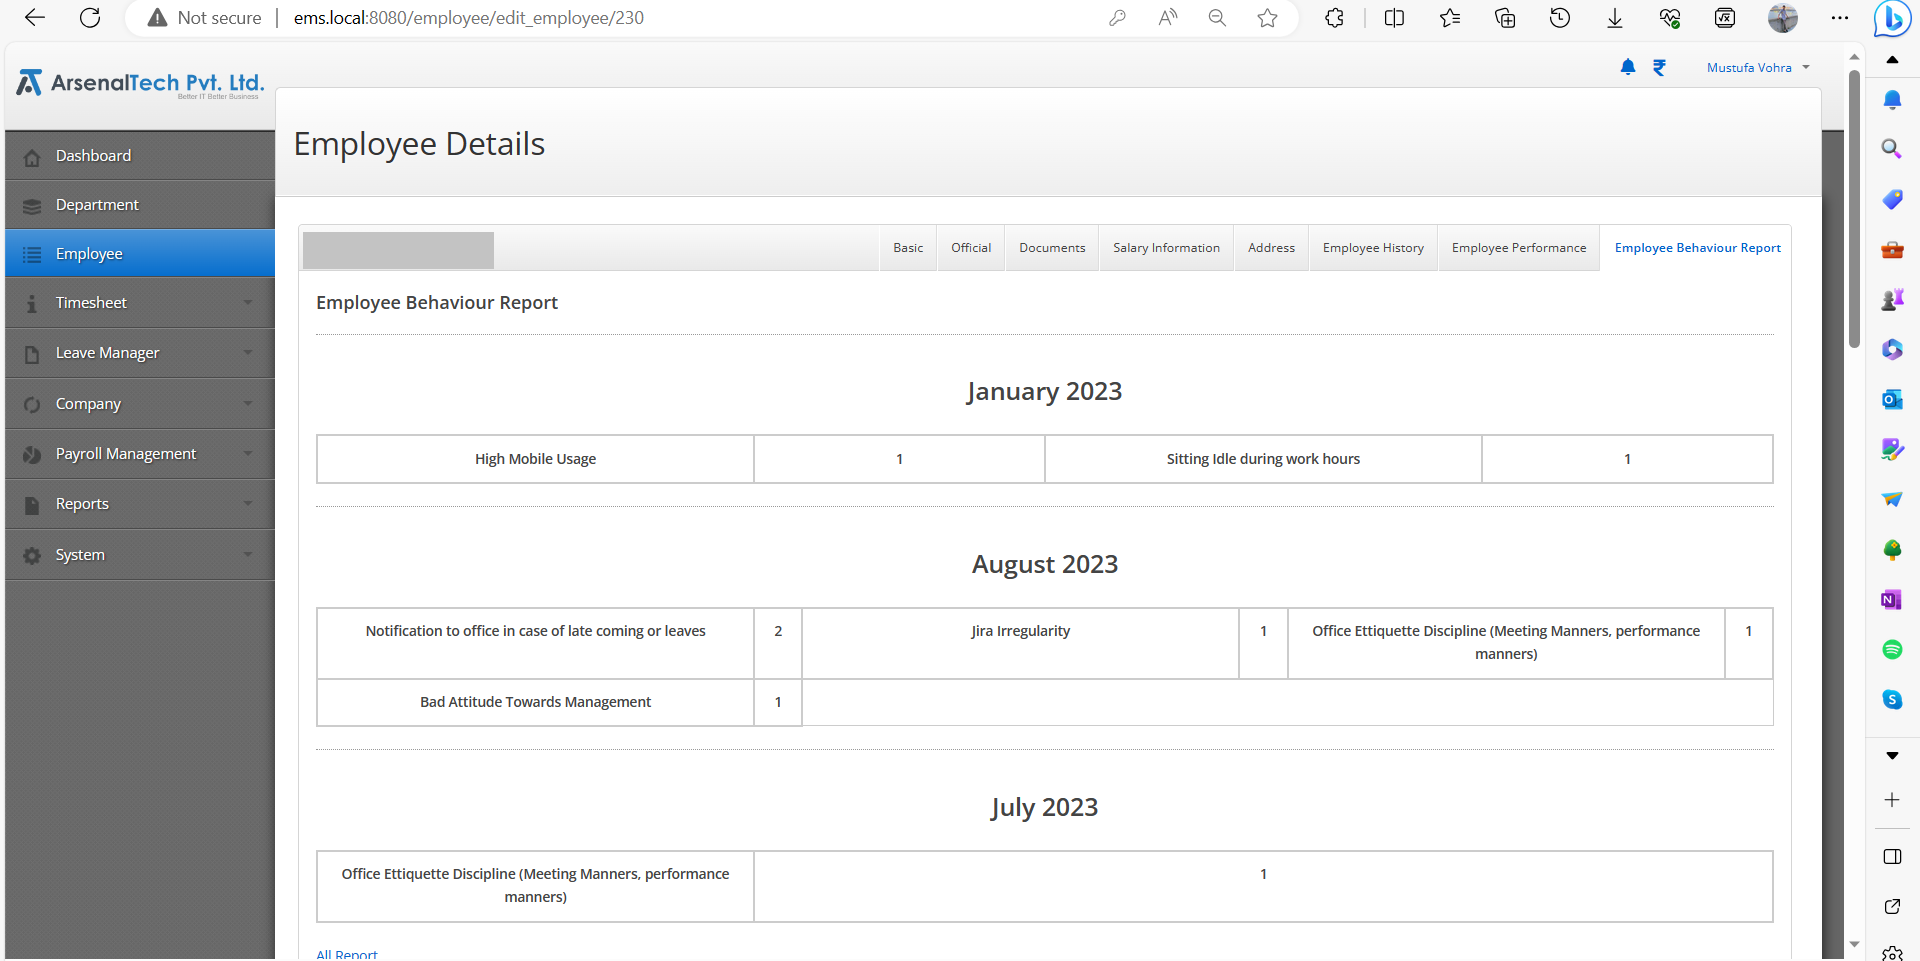 Not secure
ems.local:8080/employee/edit_employee/230
ArsenalTech Pvt. Ltd.
Better IT Better Business
Mustufa Vohra
Employee Details
Dashboard
Department
Employee
Timesheet
Leave Manager
Company
Payroll Management
Reports
System
Basic
Official
Documents
Salary Information
Address
Employee History
Employee Performance
Employee Behaviour Report
Employee Behaviour Report
January 2023
High Mobile Usage
1
Sitting Idle during work hours
1
August 2023
Notification to office in case of late coming or leaves
2
Jira Irregularity
1
Office Ettiquette Discipline (Meeting Manners, performance
manners)
1
Bad Attitude Towards Management
1
July 2023
Office Ettiquette Discipline (Meeting Manners, performance
manners)
1
All Report